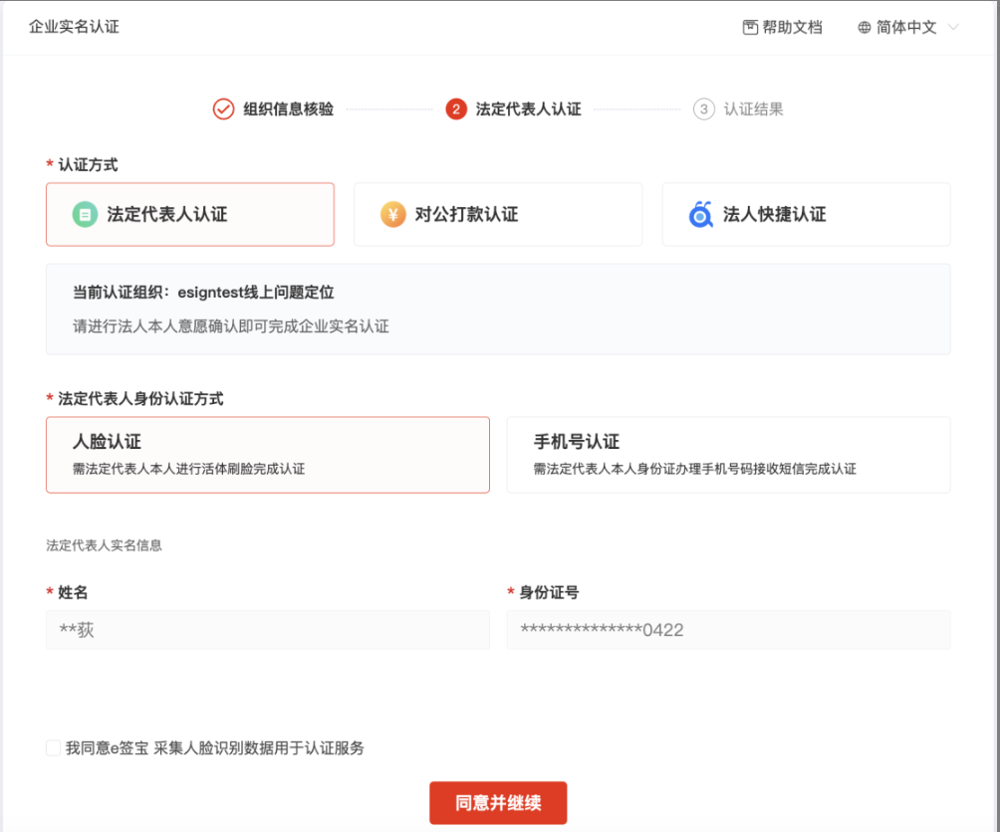 企业实名认证 帮助文档 简体中文
组织信息核验 2 法定代表人认证 3 认证结果
* 认证方式
法定代表人认证 ¥ 对公打款认证 法人快捷认证
当前认证组织：esigntest线上问题定位
请进行法人本人意愿确认即可完成企业实名认证
* 法定代表人身份认证方式
人脸认证 手机号认证
需法定代表人本人进行活体刷脸完成认证 需法定代表人本人身份证办理手机号码接收短信完成认证
法定代表人实名信息
* 姓名 * 身份证号
**荻 **************0422
我同意e签宝 采集人脸识别数据用于认证服务
同意并继续